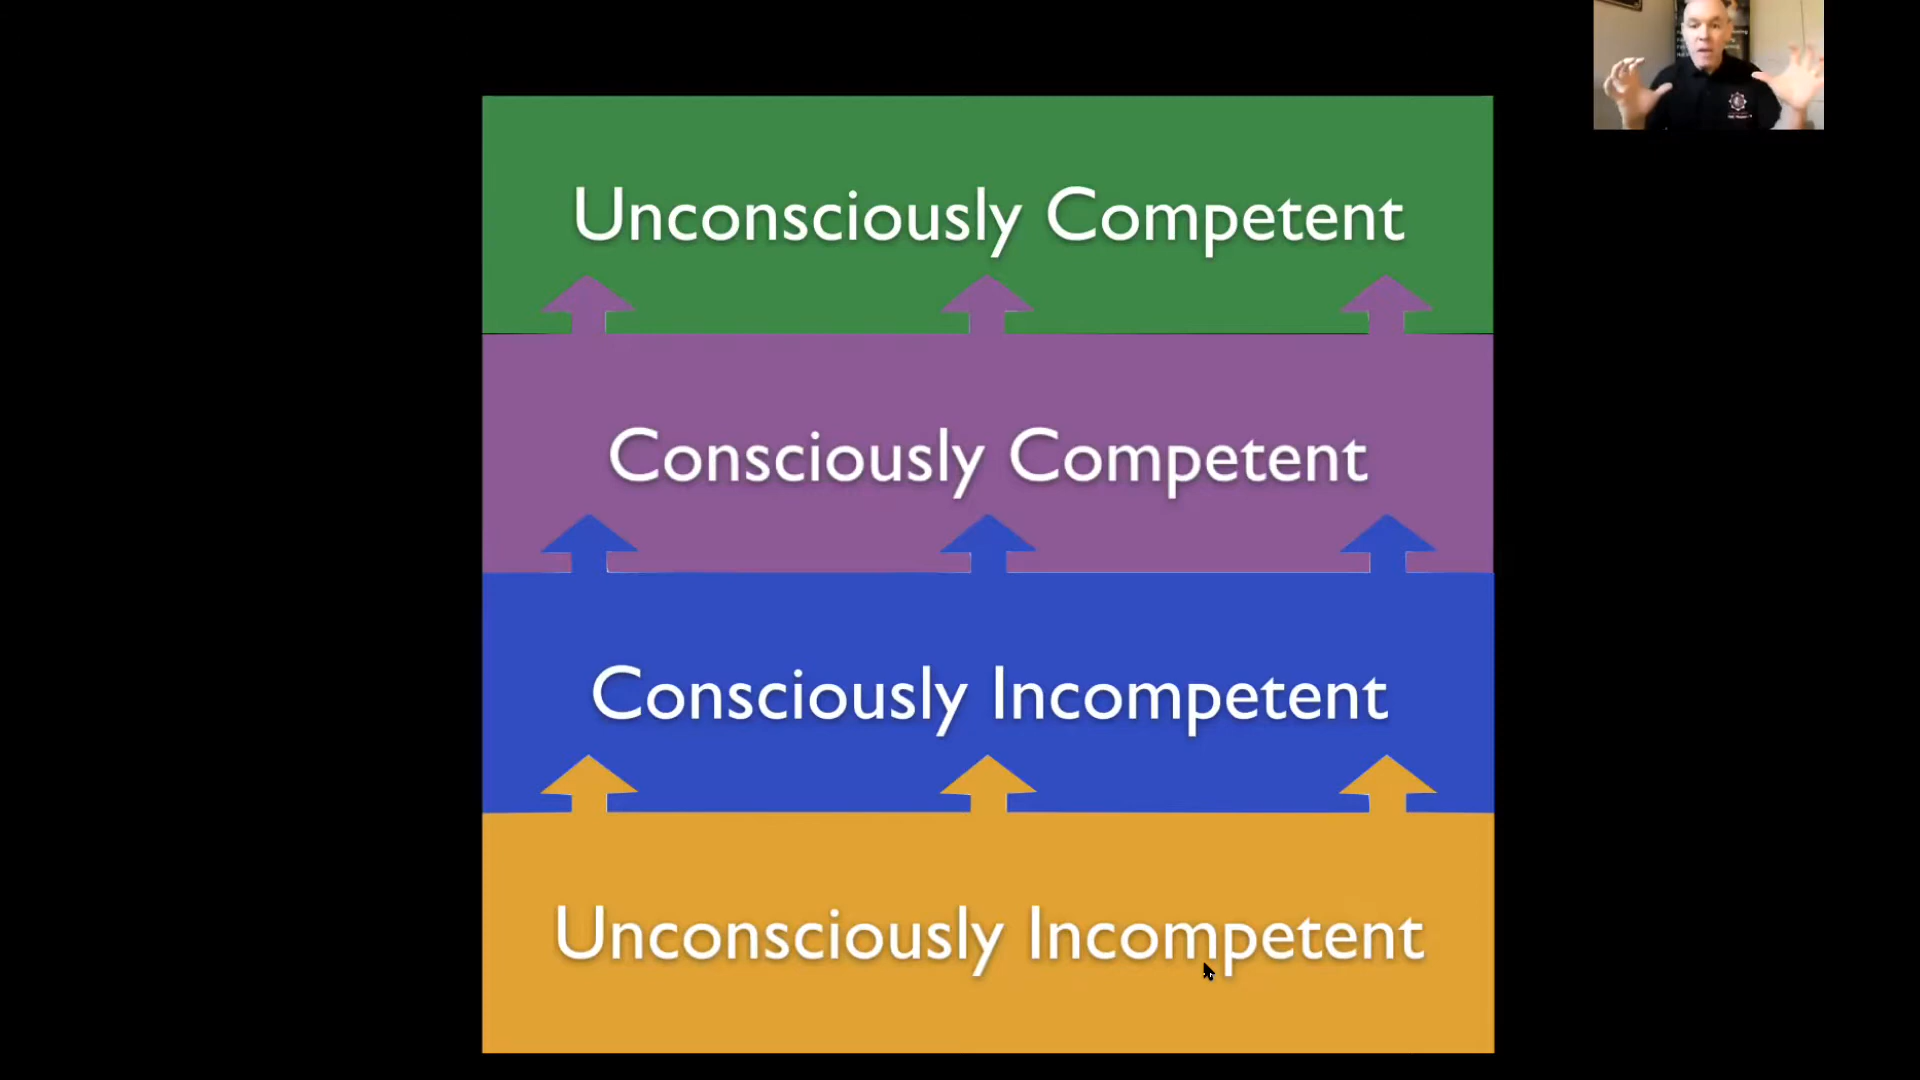 Unconsciously Competent
Consciously Competent
Consciously Incompetent
Unconsciously Incompetent